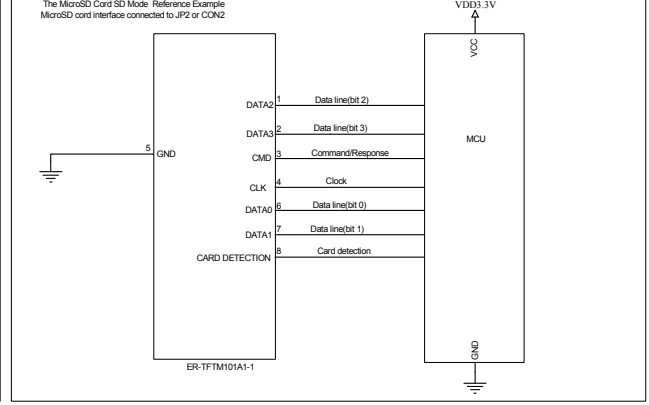 The MicroSD Cord SD Mode Reference Example
MicroSD cord interface connected to JP2 or CON2
VDD3.3V
VCC
DATA2 1 Data line(bit 2)
DATA3 2 Data line(bit 3)
MCU
5 GND
CMD 3 Command/Response
CLK 4 Clock
DATA0 6 Data line(bit 0)
DATA1 7 Data line(bit 1)
CARD DETECTION 8 Card detection
GND
ER-TFTM101A1-1